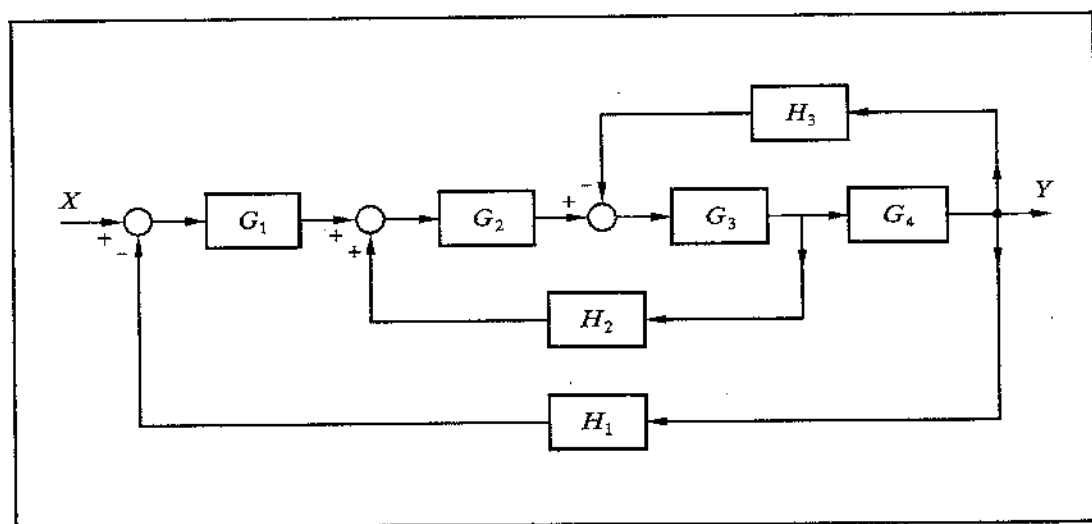 H₃
X
Y
G₁
G₂
G₃
G₄
+
-
+
+
+
-
H₂
H₁